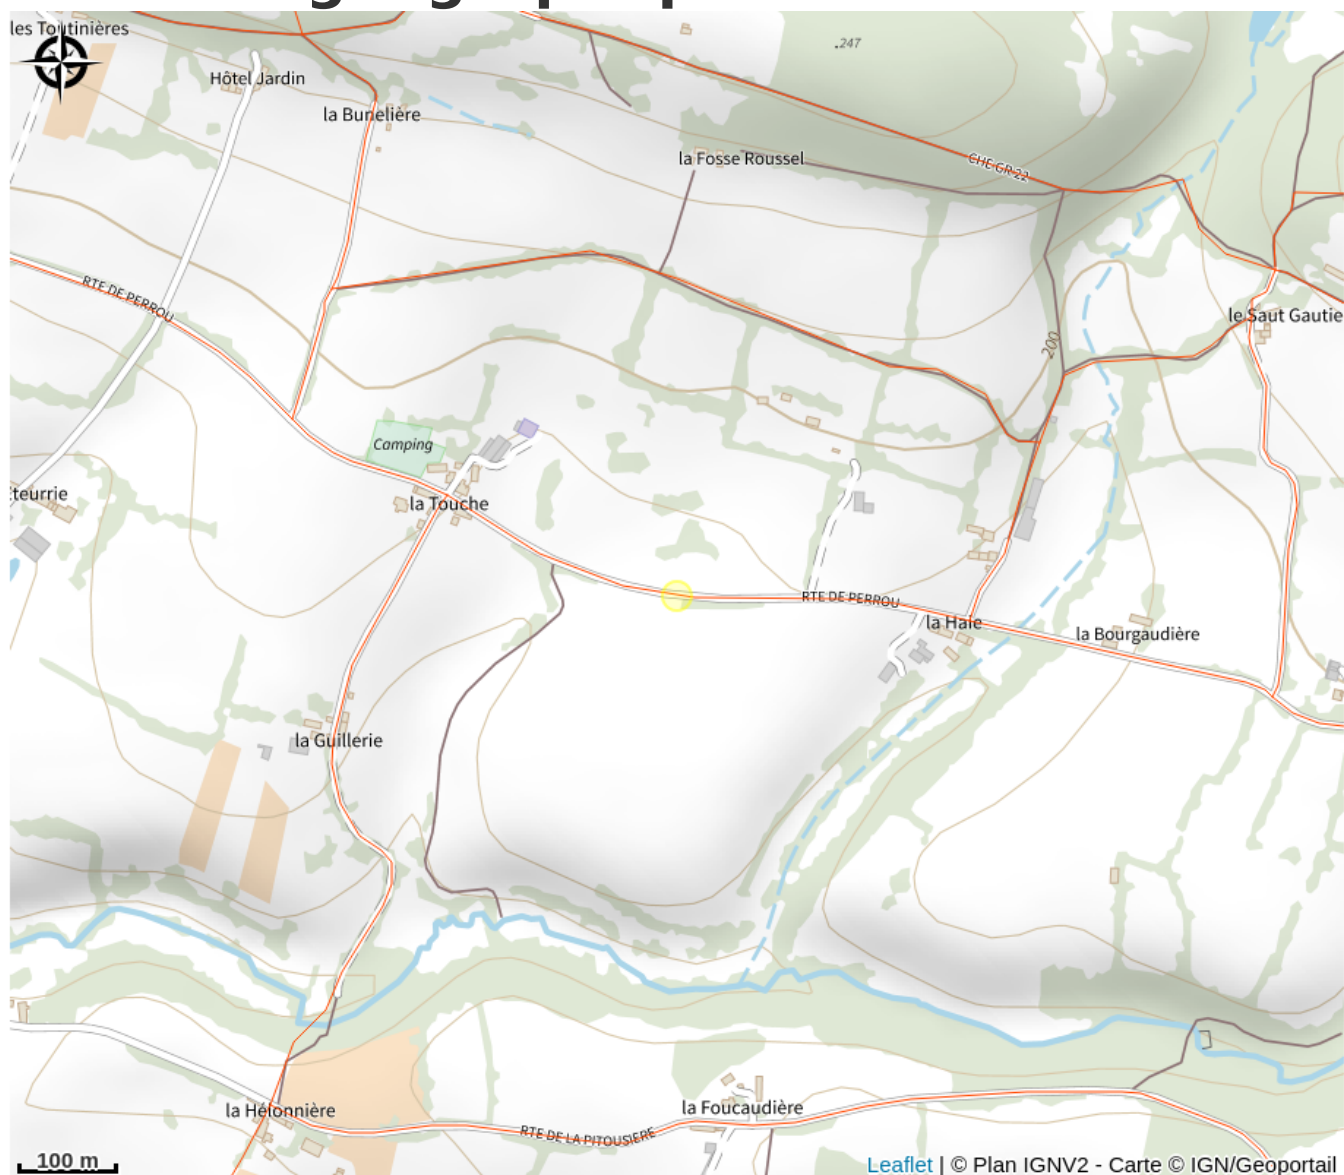 les Toutinières
247
Hôtel Jardin
la Bunelière
la Fosse Roussel
CHE GR 22
RTE DE PERROU
le Saut Gautie
200
Camping
teurrie
la Touche
RTE DE PERROU
la Haie
la Bourgaudière
la Guillerie
la Hélonnière
la Foucaudière
RTE DE LA PITOUSIERE
100 m
Leaflet | © Plan IGNV2 - Carte © IGN/Geoportail